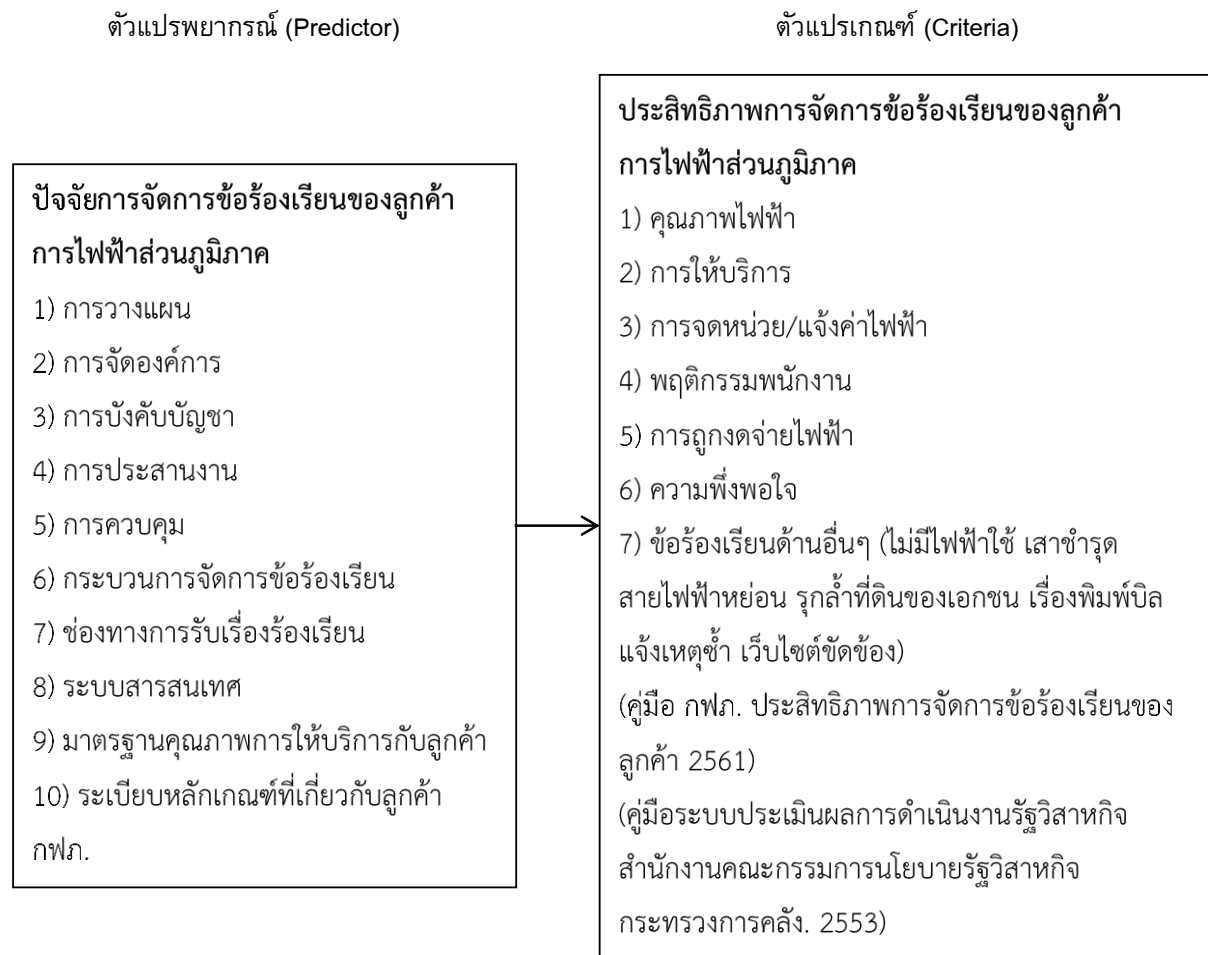 ตัวแปรพยากรณ์ (Predictor)
ตัวแปรเกณฑ์ (Criteria)
ปัจจัยการจัดการข้อร้องเรียนของลูกค้า
การไฟฟ้าส่วนภูมิภาค
1) การวางแผน
2) การจัดองค์การ
3) การบังคับบัญชา
4) การประสานงาน
5) การควบคุม
6) กระบวนการจัดการข้อร้องเรียน
7) ช่องทางการรับเรื่องร้องเรียน
8) ระบบสารสนเทศ
9) มาตรฐานคุณภาพการให้บริการกับลูกค้า
10) ระเบียบหลักเกณฑ์ที่เกี่ยวกับลูกค้า
กฟภ.
ประสิทธิภาพการจัดการข้อร้องเรียนของลูกค้า
การไฟฟ้าส่วนภูมิภาค
1) คุณภาพไฟฟ้า
2) การให้บริการ
3) การจดหน่วย/แจ้งค่าไฟฟ้า
4) พฤติกรรมพนักงาน
5) การถูกงดจ่ายไฟฟ้า
6) ความพึ่งพอใจ
7) ข้อร้องเรียนด้านอื่นๆ (ไม่มีไฟฟ้าใช้ เสาชำรุด
สายไฟฟ้าหย่อน รุกล้ำที่ดินของเอกชน เรื่องพิมพ์บิล
แจ้งเหตุซ้ำ เว็บไซต์ขัดข้อง)
(คู่มือ กฟภ. ประสิทธิภาพการจัดการข้อร้องเรียนของ
ลูกค้า 2561)
(คู่มือระบบประเมินผลการดำเนินงานรัฐวิสาหกิจ
สำนักงานคณะกรรมการนโยบายรัฐวิสาหกิจ
กระทรวงการคลัง. 2553)